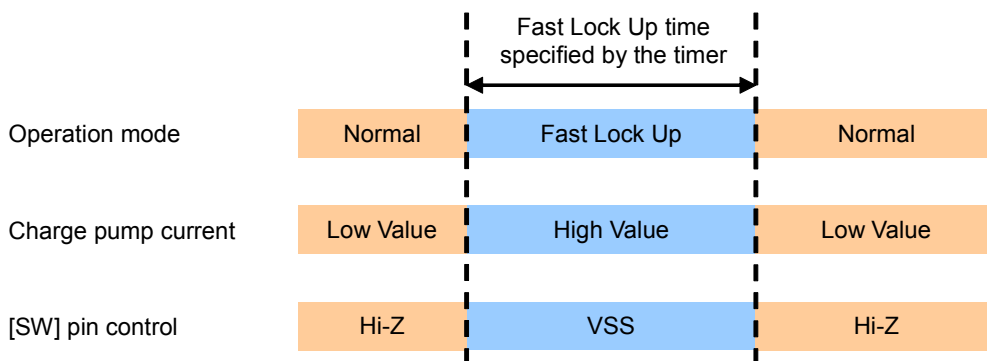 Fast Lock Up time
specified by the timer
Operation mode Normal Fast Lock Up Normal
Charge pump current Low Value High Value Low Value
[SW] pin control Hi-Z VSS Hi-Z